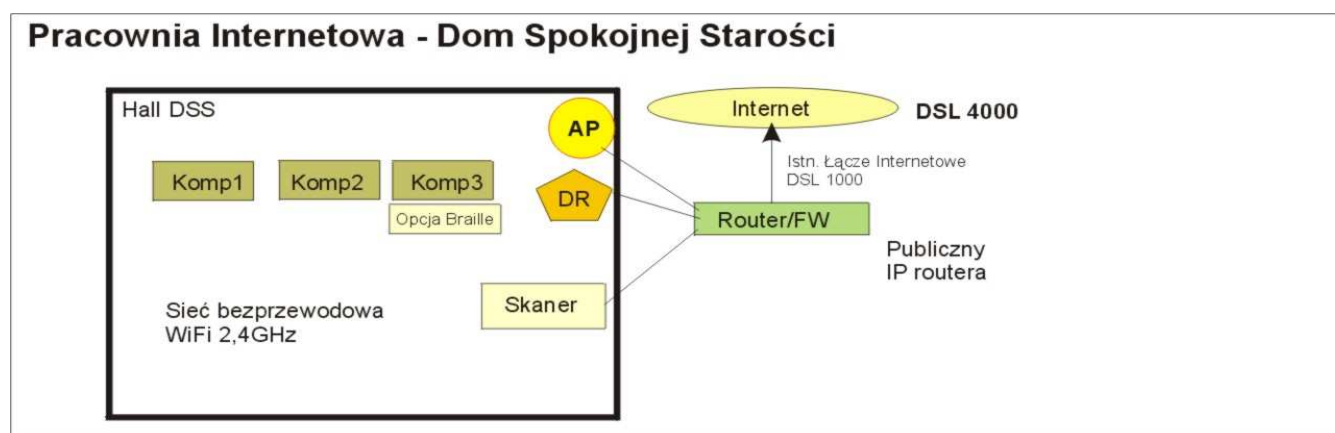 Pracownia Internetowa - Dom Spokojnej Starości
Hall DSS
AP
Internet
DSL 4000
Istn. Łącze Internetowe
DSL 1000
Komp1
Komp2
Komp3
Opcja Braille
DR
Router/FW
Publiczny
IP routera
Skaner
Sieć bezprzewodowa
WiFi 2,4GHz